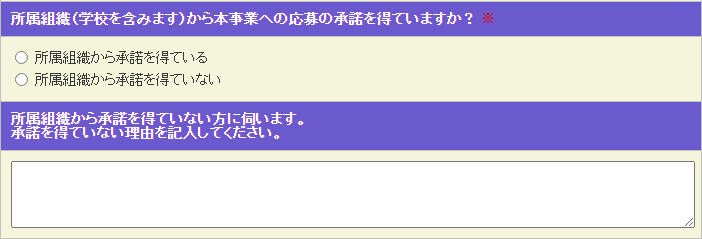 所属組織（学校を含みます）から本事業への応募の承諾を得ていますか？ ※
所属組織から承諾を得ている
所属組織から承諾を得ていない
所属組織から承諾を得ていない方に伺います。
承諾を得ていない理由を記入してください。